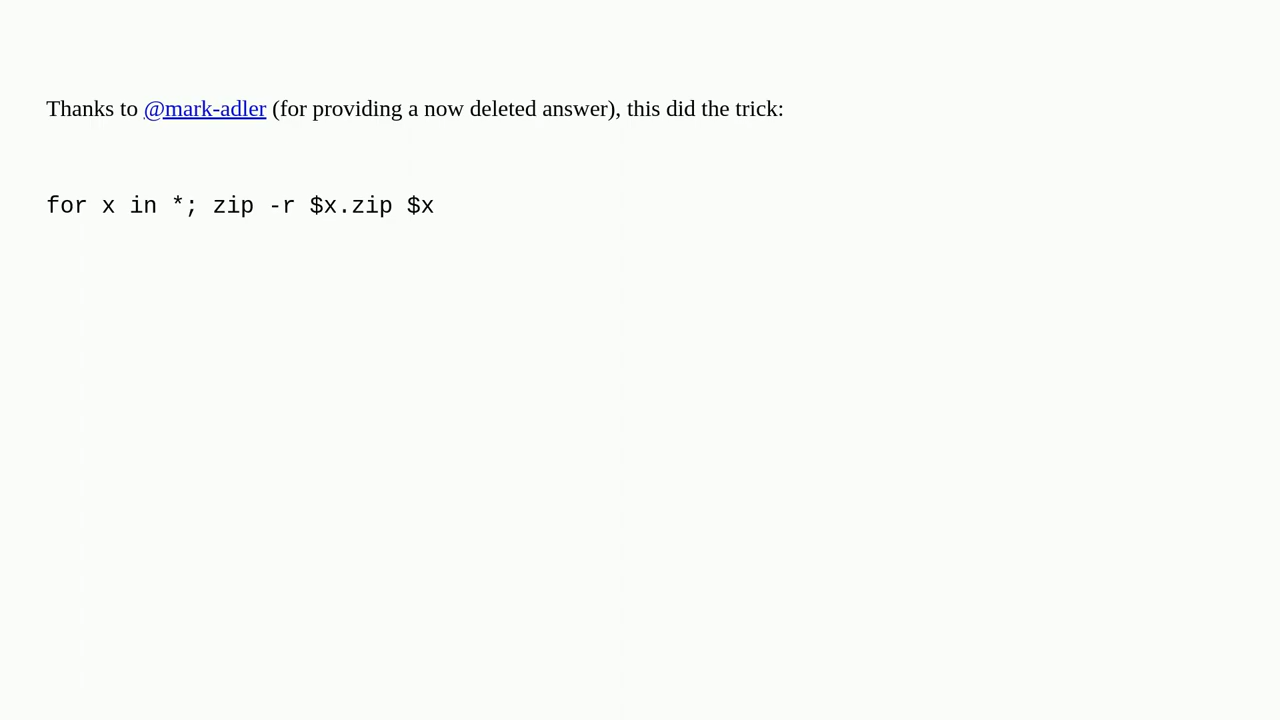 Thanks to @mark-adler (for providing a now deleted answer), this did the trick:
for x in *; zip -r $x.zip $x